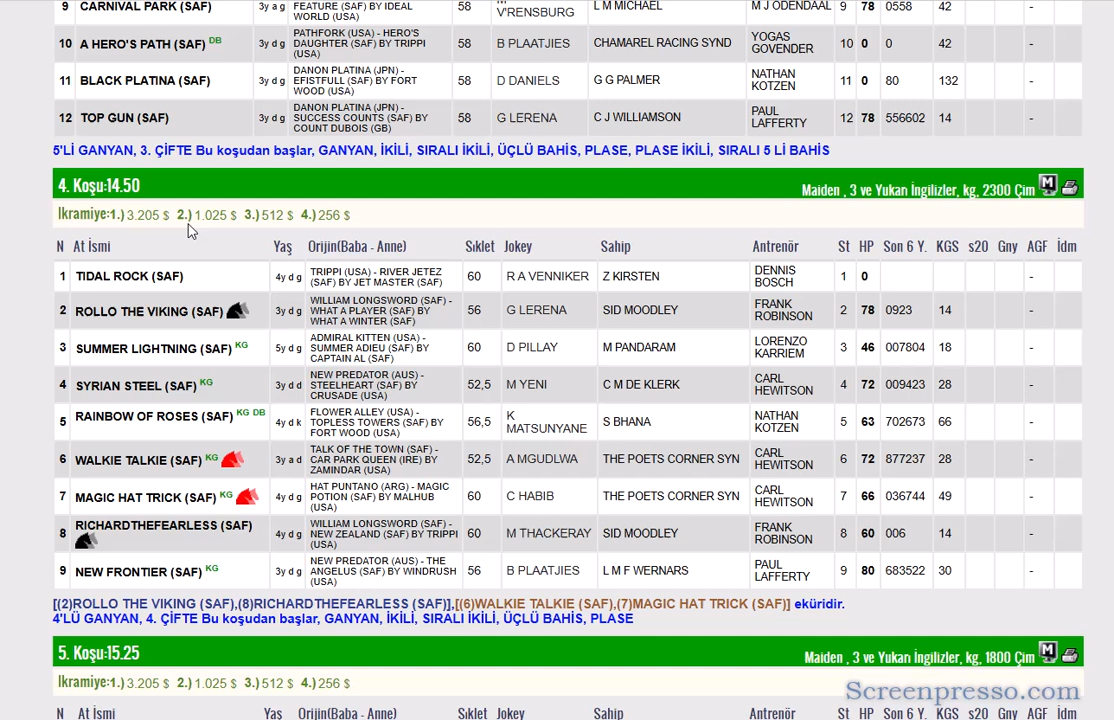 9 CARNIVAL PARK (SAF) 3y a g FEATURE (SAF) BY IDEAL WORLD (USA) 58 V'RENSBURG L M MICHAEL M J ODENDAAL 9 78 0558 42 -
10 A HERO'S PATH (SAF) DB 3y d g PATHFORK (USA) - HERO'S DAUGHTER (SAF) BY TRIPPI (USA) 58 B PLAATJIES CHAMAREL RACING SYND YOGAS GOVENDER 10 0 0 42 -
11 BLACK PLATINA (SAF) 3y d g DANON PLATINA (JPN) - EFISTFULL (SAF) BY FORT WOOD (USA) 58 D DANIELS G G PALMER NATHAN KOTZEN 11 0 80 132 -
12 TOP GUN (SAF) 3y d g DANON PLATINA (JPN) - SUCCESS COUNTS (SAF) BY COUNT DUBOIS (GB) 58 G LERENA C J WILLIAMSON PAUL LAFFERTY 12 78 556602 14 -
5'Lİ GANYAN, 3. ÇİFTE Bu koşudan başlar, GANYAN, İKİLİ, SIRALI İKİLİ, ÜÇLÜ BAHİS, PLASE, PLASE İKİLİ, SIRALI 5 Lİ BAHİS
4. Koşu:14.50 Maiden , 3 ve Yukarı İngilizler, kg, 2300 Çim M
İkramiye:1.) 3.205 $ 2.) 1.025 $ 3.) 512 $ 4.) 256 $
N At İsmi Yaş Orijin(Baba - Anne) Sıklet Jokey Sahip Antrenör St HP Son 6 Y. KGS s20 Gny AGF İdm
1 TIDAL ROCK (SAF) 4y d g TRIPPI (USA) - RIVER JETEZ (SAF) BY JET MASTER (SAF) 60 R A VENNIKER Z KIRSTEN DENNIS BOSCH 1 0 -
2 ROLLO THE VIKING (SAF) 3y d g WILLIAM LONGSWORD (SAF) - WHAT A PLAYER (SAF) BY WHAT A WINTER (SAF) 56 G LERENA SID MOODLEY FRANK ROBINSON 2 78 0923 14 -
3 SUMMER LIGHTNING (SAF) KG 5y d g ADMIRAL KITTEN (USA) - SUMMER ADIEU (SAF) BY CAPTAIN AL (SAF) 60 D PILLAY M PANDARAM LORENZO KARRIEM 3 46 007804 18 -
4 SYRIAN STEEL (SAF) KG 3y d d NEW PREDATOR (AUS) - STEELHEART (SAF) BY CRUSADE (USA) 52,5 M YENI C M DE KLERK CARL HEWITSON 4 72 009423 28 -
5 RAINBOW OF ROSES (SAF) KG DB 4y d k FLOWER ALLEY (USA) - TOPLESS TOWERS (SAF) BY FORT WOOD (USA) 56,5 K MATSUNYANE S BHANA NATHAN KOTZEN 5 63 702673 66 -
6 WALKIE TALKIE (SAF) KG 3y a d TALK OF THE TOWN (SAF) - CAR PARK QUEEN (IRE) BY ZAMINDAR (USA) 52,5 A MGUDLWA THE POETS CORNER SYN CARL HEWITSON 6 72 877237 28 -
7 MAGIC HAT TRICK (SAF) KG 4y d g HAT PUNTANO (ARG) - MAGIC POTION (SAF) BY MALHUB (USA) 60 C HABIB THE POETS CORNER SYN CARL HEWITSON 7 66 036744 49 -
8 RICHARDTHEFEARLESS (SAF) 4y d g WILLIAM LONGSWORD (SAF) - NEW ZEALAND (SAF) BY TRIPPI (USA) 60 M THACKERAY SID MOODLEY FRANK ROBINSON 8 60 006 14 -
9 NEW FRONTIER (SAF) KG 3y d g NEW PREDATOR (AUS) - THE ANGELUS (SAF) BY WINDRUSH (USA) 56 B PLAATJIES L M F WERNARS PAUL LAFFERTY 9 80 683522 30 -
[(2)ROLLO THE VIKING (SAF),(8)RICHARDTHEFEARLESS (SAF)],[(6)WALKIE TALKIE (SAF),(7)MAGIC HAT TRICK (SAF)] eküridir.
4'LÜ GANYAN, 4. ÇİFTE Bu koşudan başlar, GANYAN, İKİLİ, SIRALI İKİLİ, ÜÇLÜ BAHİS, PLASE
5. Koşu:15.25 Maiden , 3 ve Yukarı İngilizler, kg, 1800 Çim M
İkramiye:1.) 3.205 $ 2.) 1.025 $ 3.) 512 $ 4.) 256 $
Screenpresso.com
N At İsmi Yaş Orijin(Baba - Anne) Sıklet Jokey Sahip Antrenör St HP Son 6 Y. KGS s20 Gny AGF İdm